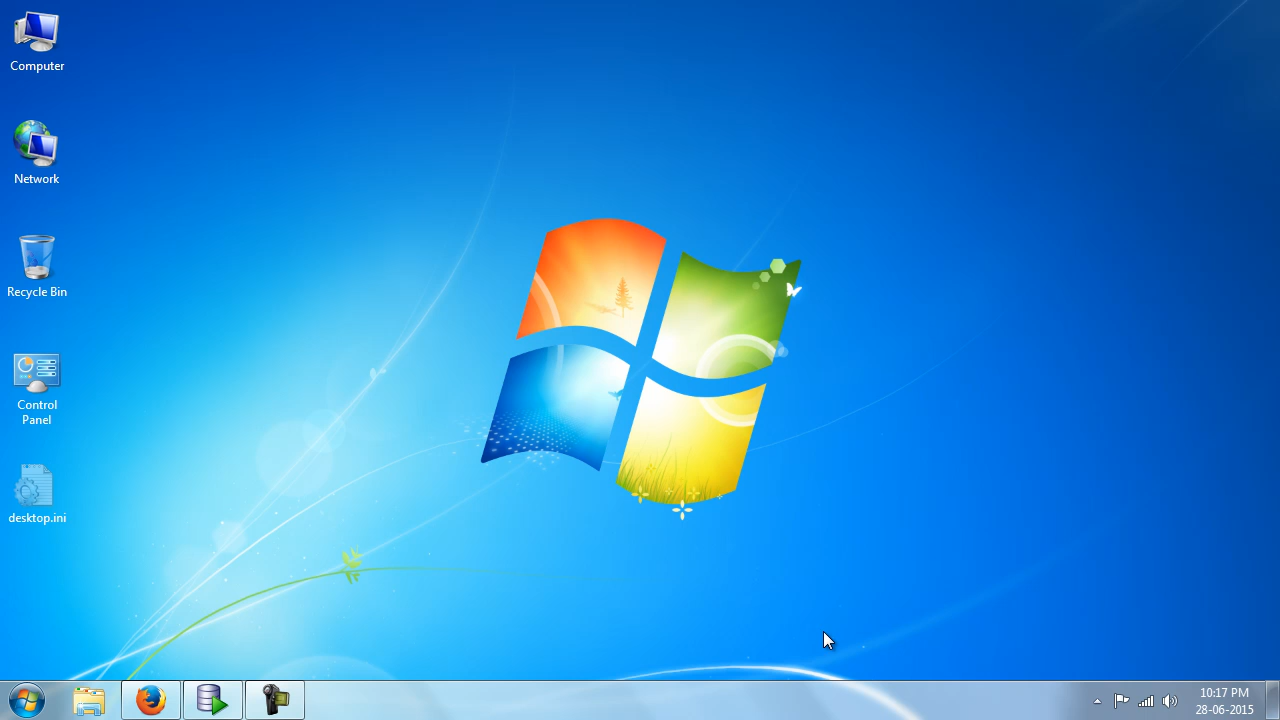 Computer
Network
Recycle Bin
Control
Panel
desktop.ini
10:17 PM
28-06-2015